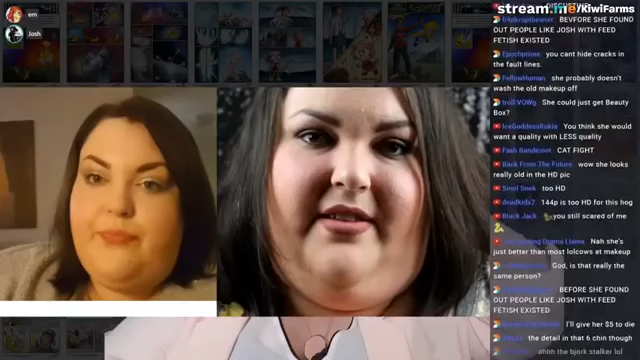 em
Josh
stream.me/KiwiFarms
BEVFORE SHE FOUND
OUT PEOPLE LIKE JOSH WITH FEED
FETISH EXISTED
Epochprime you cant hide cracks in
the fault lines.
FellowHuman she probably doesn't
wash the old makeup off
troll VOWg She could just get Beauty
Box?
IceGoddessRukia You think she
would want a quality with LESS quality
Fash Bandicoot CAT FIGHT
Back From The Future wow she looks
really old in the HD pic
Snool Snek too HD
deadkids7 144p is too HD for this hog
Black Jack you still scared of me
Drama Llama Nah she's
just better than most lolcows at makeup
God, is that really the
same person?
BEFORE SHE FOUND
OUT PEOPLE LIKE JOSH WITH FEED
FETISH EXISTED
I'll give her $5 to die
the detail in that 6 chin though
ohhh the bjork stalker lol